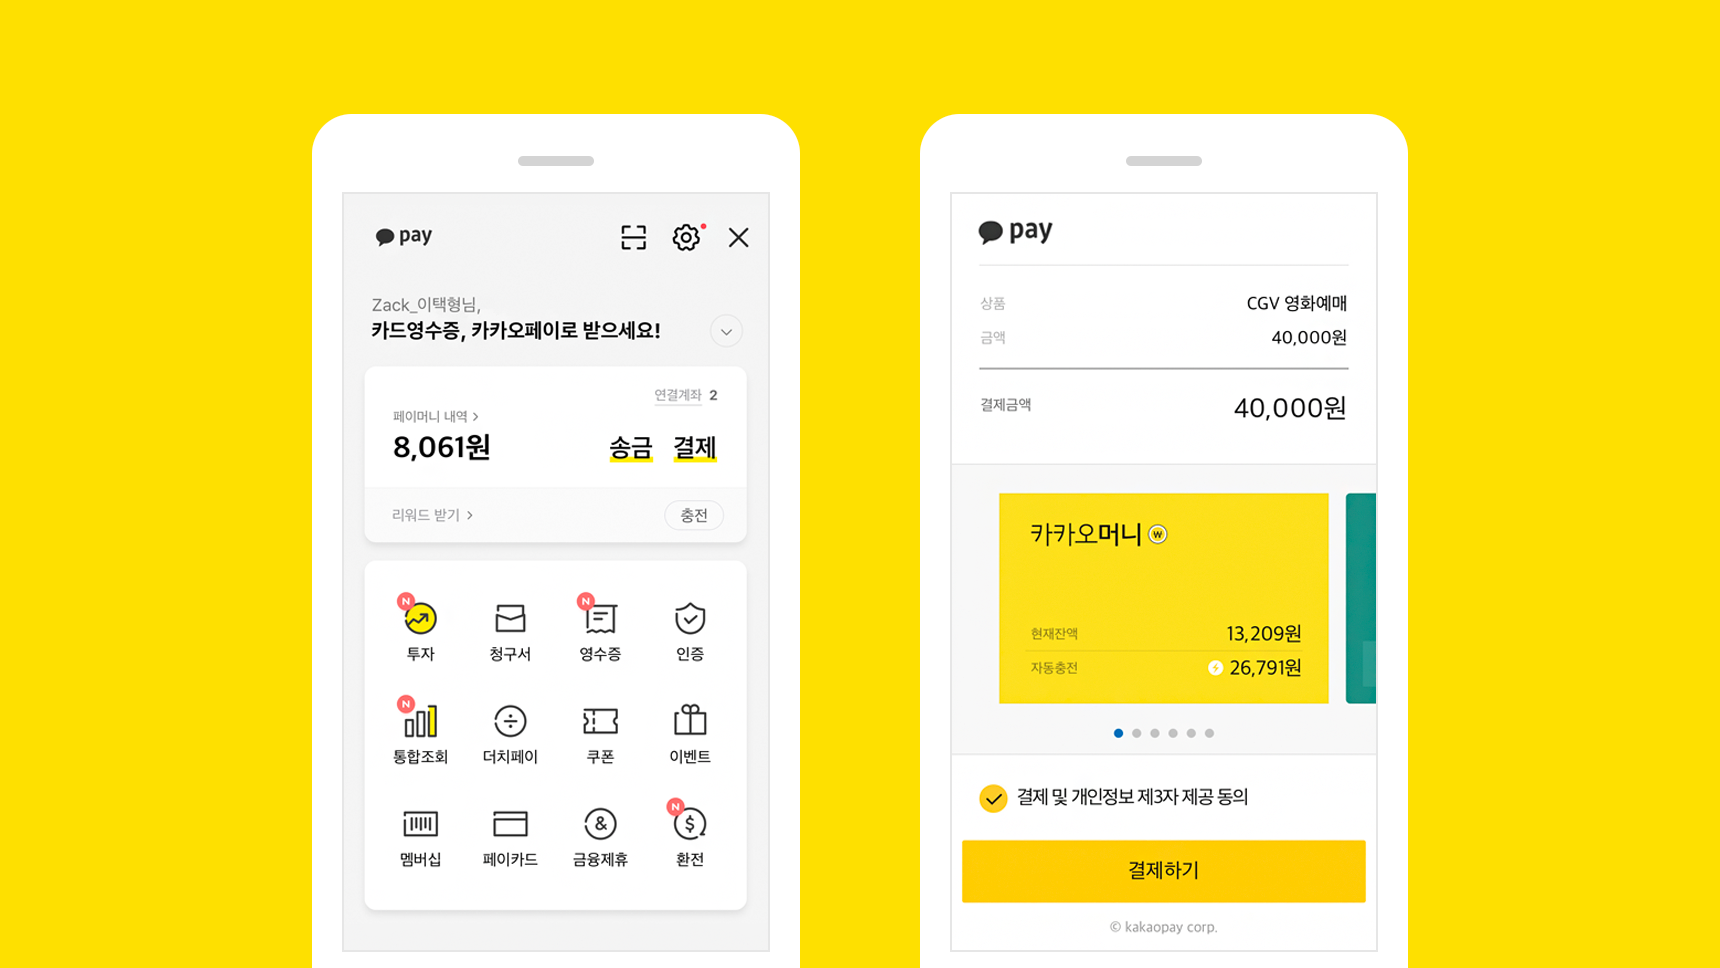 pay
Zack_이택형님,
카드영수증, 카카오페이로 받으세요!
연결계좌 2
페이머니 내역 >
8,061원 송금 결제
리워드 받기 > 충전
N N
투자 청구서 영수증 인증
N
통합조회 더치페이 쿠폰 이벤트
N
멤버십 페이카드 금융제휴 환전
pay
상품 CGV 영화예매
금액 40,000원
결제금액 40,000원
카카오머니 W
현재잔액 13,209원
자동충전 26,791원
결제 및 개인정보 제3자 제공 동의
결제하기
© kakaopay corp.